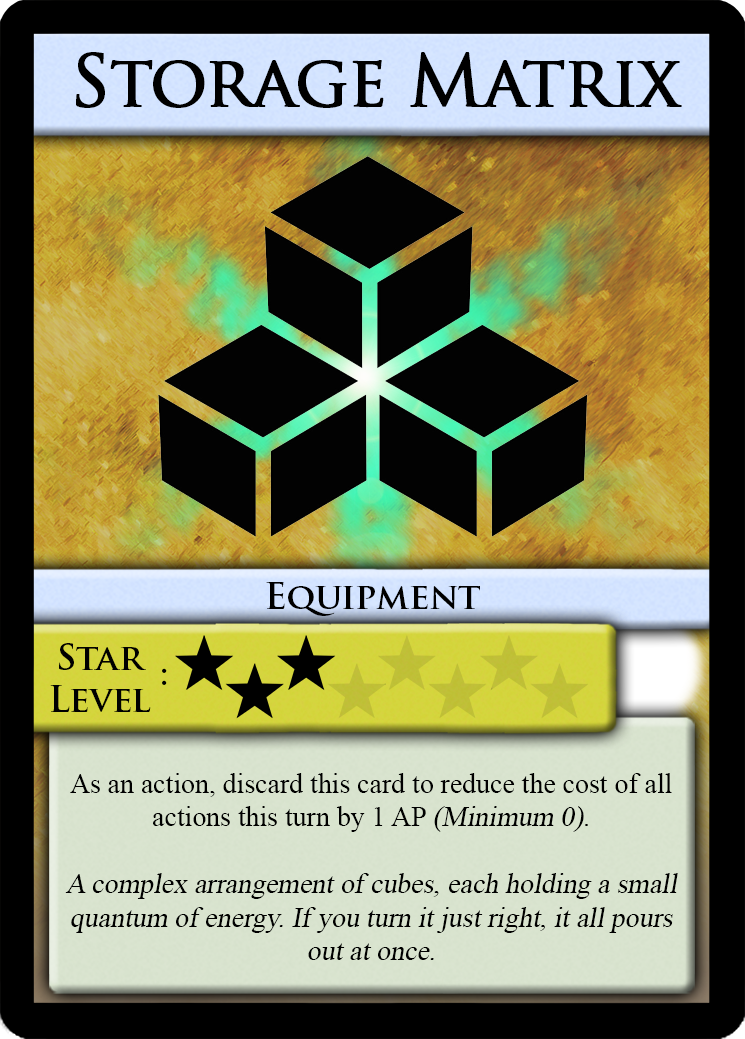 STORAGE MATRIX
EQUIPMENT
STAR LEVEL :
As an action, discard this card to reduce the cost of all
actions this turn by 1 AP (Minimum 0).
A complex arrangement of cubes, each holding a small
quantum of energy. If you turn it just right, it all pours
out at once.